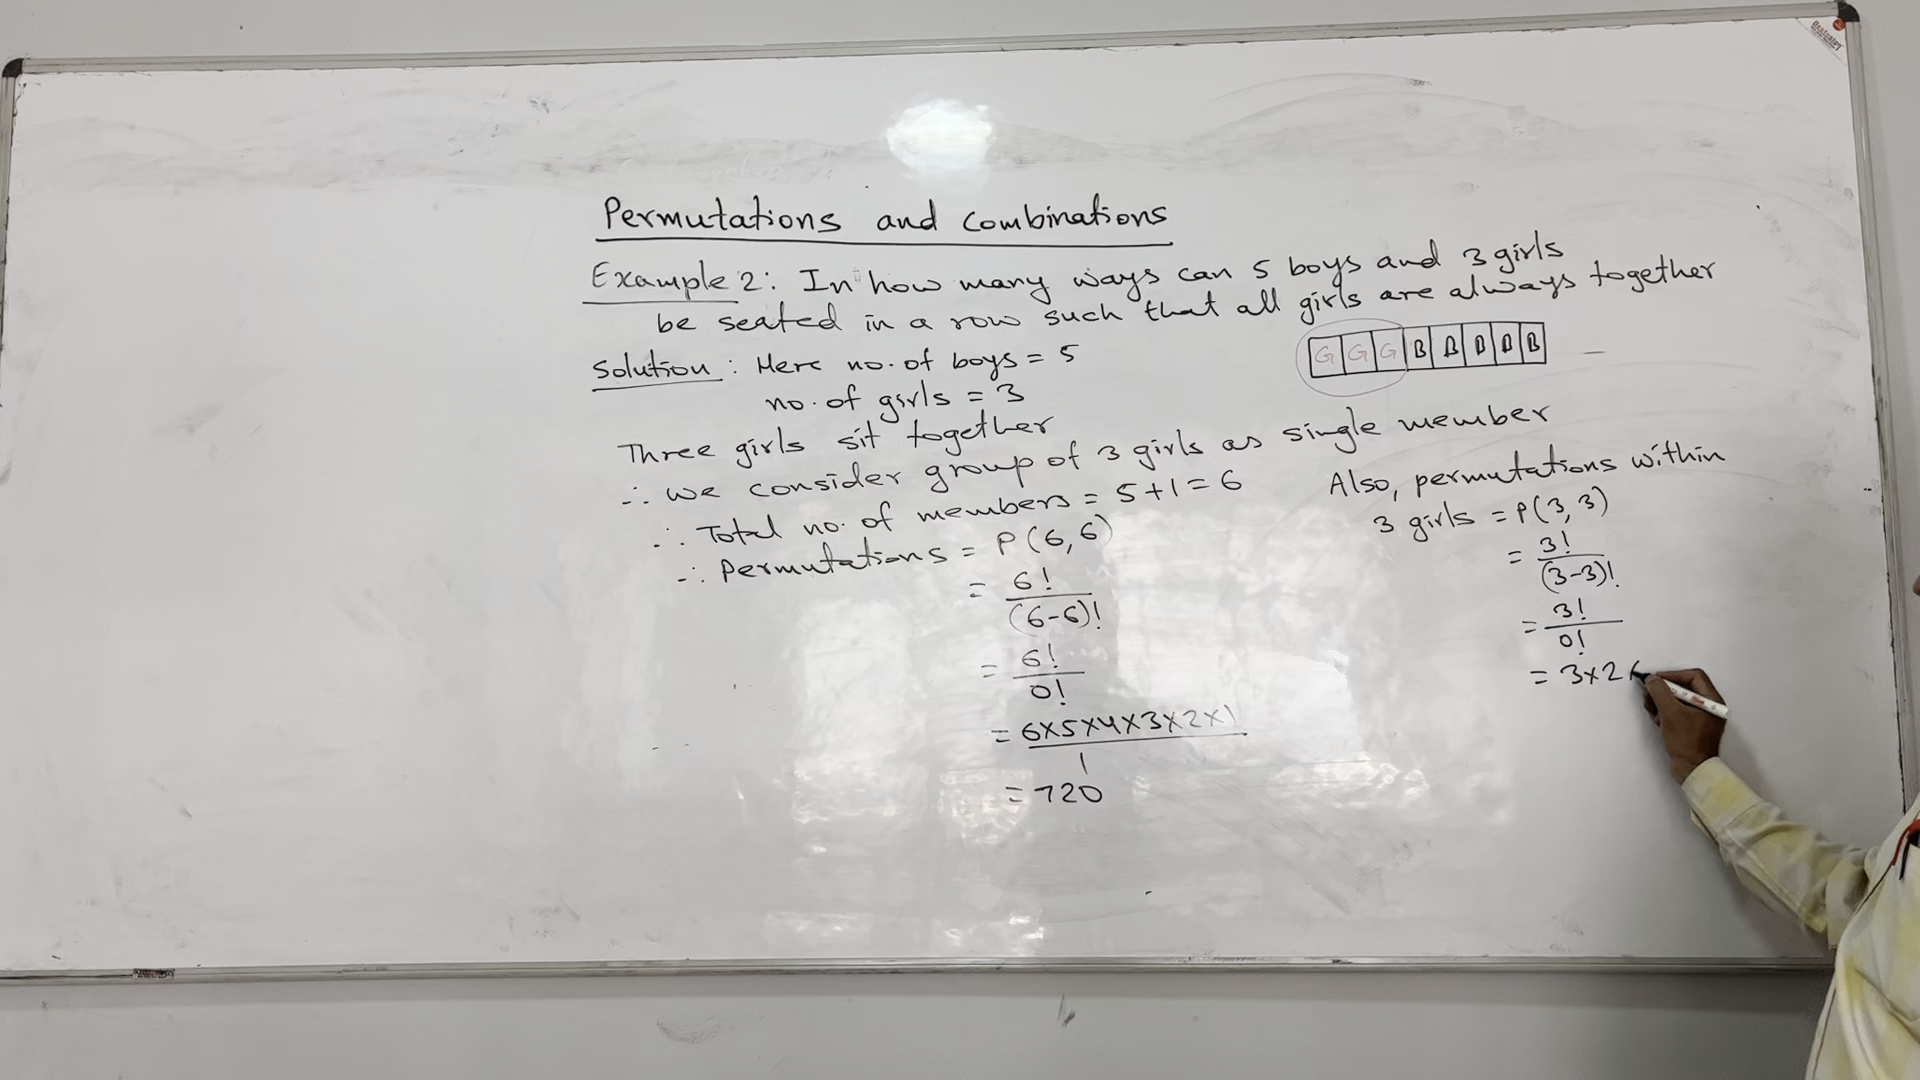 Permutations and Combinations
Example 2: In how many ways can 5 boys and 3 girls
be seated in a row such that all girls are always together
G G G B B B B B
Solution: Here no. of boys = 5
no. of girls = 3
Three girls sit together
∴ we consider group of 3 girls as single member
∴ Total no. of members = 5+1=6
∴ Permutations = P(6,6)
= 6!/(6-6)!
= 6!/0!
= 6×5×4×3×2×1/1
= 720
Also, permutations within
3 girls = P(3,3)
= 3!/(3-3)!
= 3!/0!
= 3×2